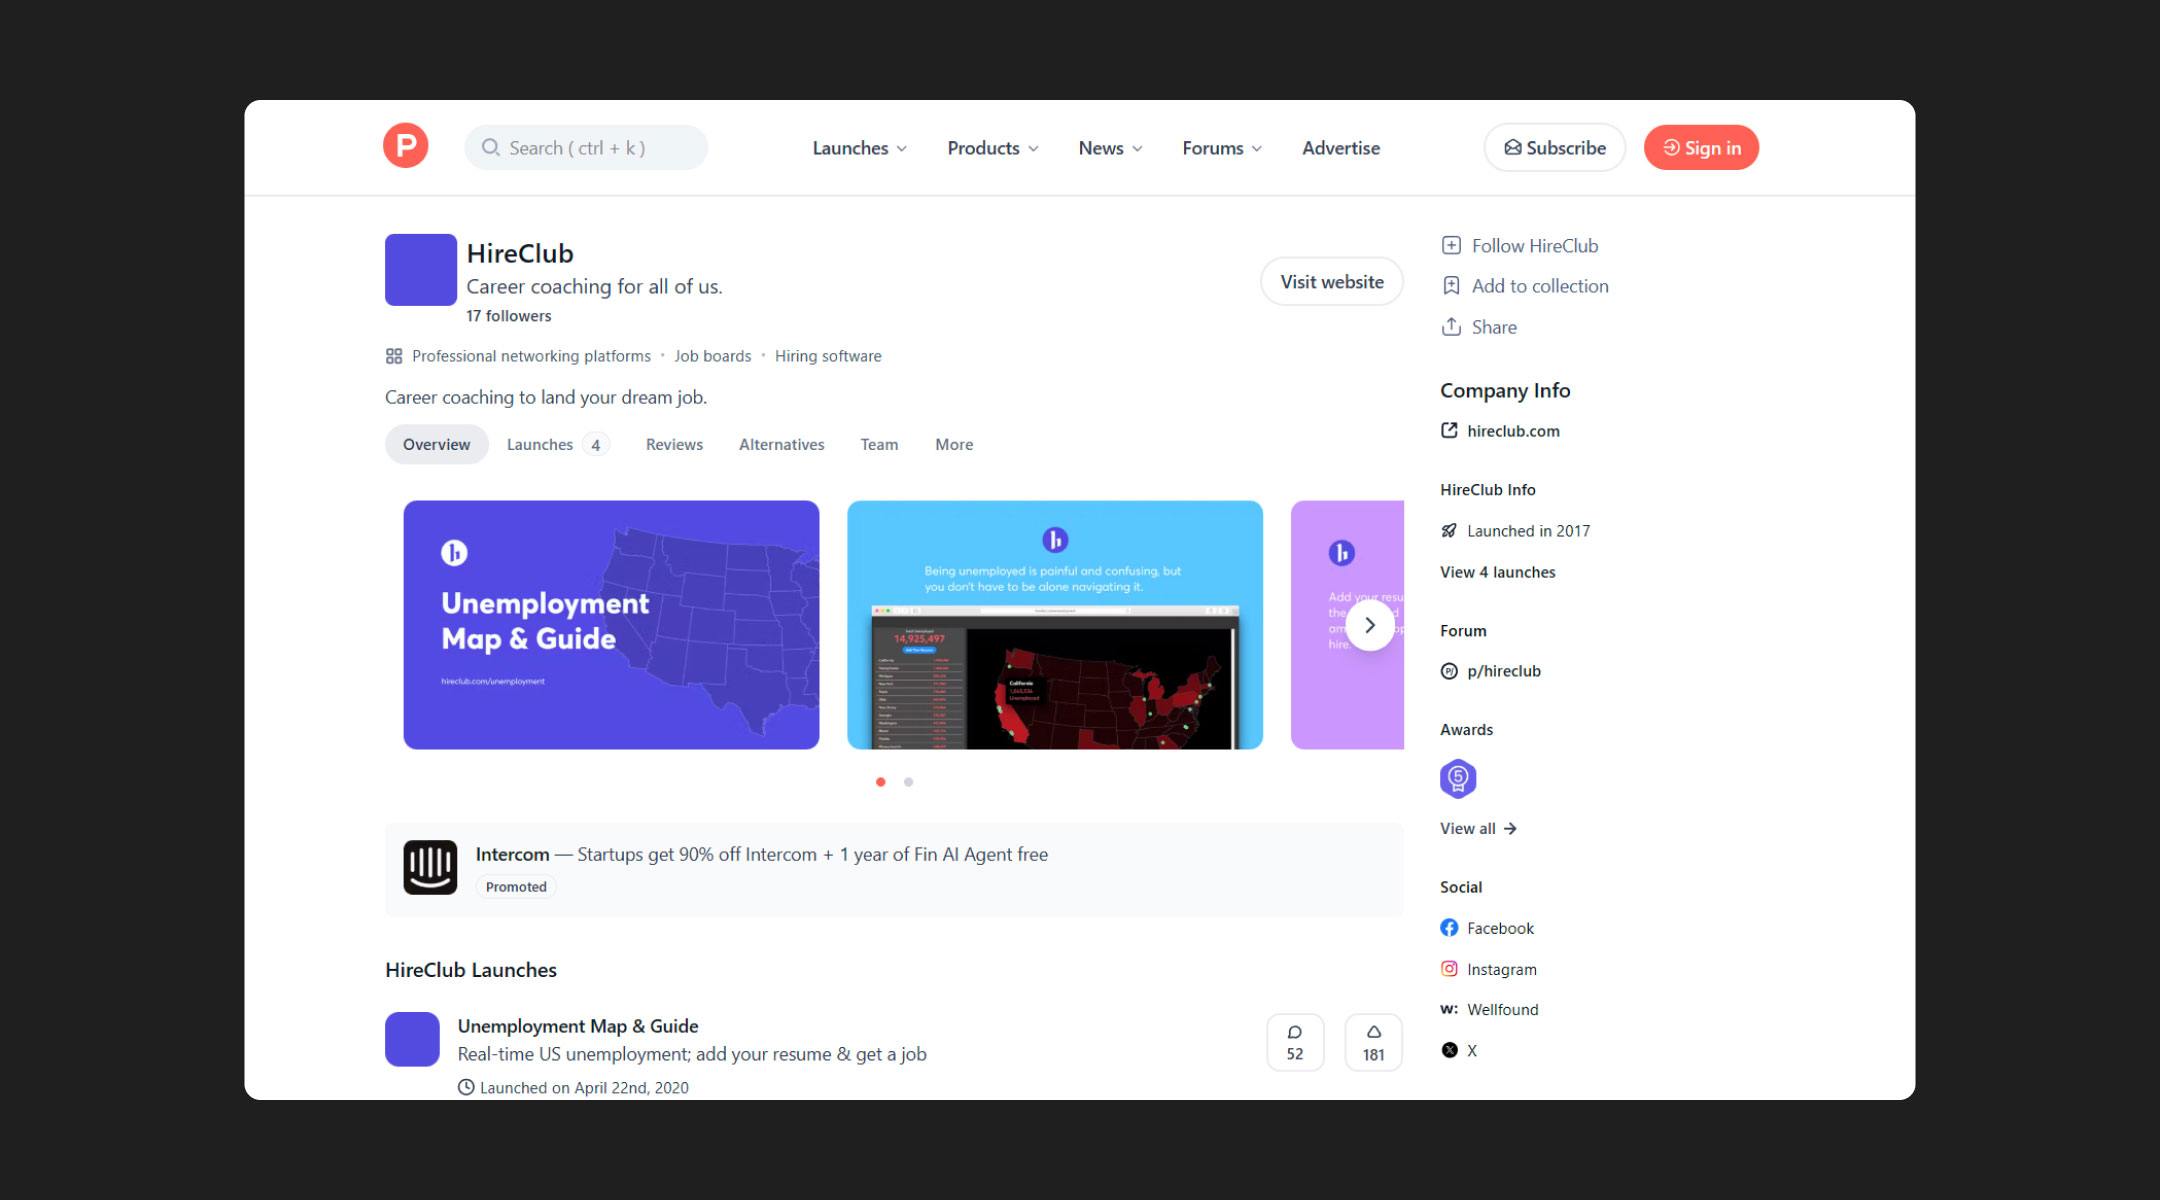 P
Search ( ctrl + k )
Launches
Products
News
Forums
Advertise
Subscribe
Sign in
HireClub
Career coaching for all of us.
17 followers
Visit website
Professional networking platforms • Job boards • Hiring software
Career coaching to land your dream job.
Overview
Launches 4
Reviews
Alternatives
Team
More
Unemployment
Map & Guide
hireclub.com/unemployment
Being unemployed is painful and confusing, but
you don't have to be alone navigating it.
14,925,497
California
Unemployed
Add your resu
the
hire.
Intercom — Startups get 90% off Intercom + 1 year of Fin AI Agent free
Promoted
HireClub Launches
Unemployment Map & Guide
Real-time US unemployment; add your resume & get a job
Launched on April 22nd, 2020
52
181
Follow HireClub
Add to collection
Share
Company Info
hireclub.com
HireClub Info
Launched in 2017
View 4 launches
Forum
p/hireclub
Awards
5
View all
Social
Facebook
Instagram
w: Wellfound
X